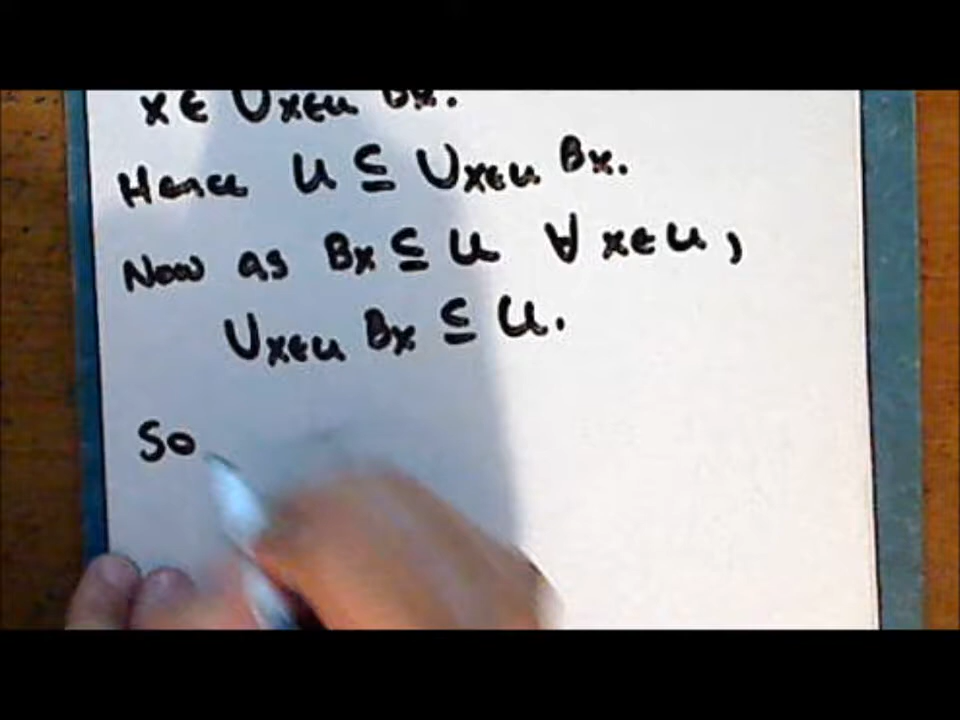 x ∈ ∪x∈u Bx.
Hence U ⊆ ∪x∈u Bx.
Now as Bx ⊆ U ∀ x∈u,
∪x∈u Bx ⊆ U.
So